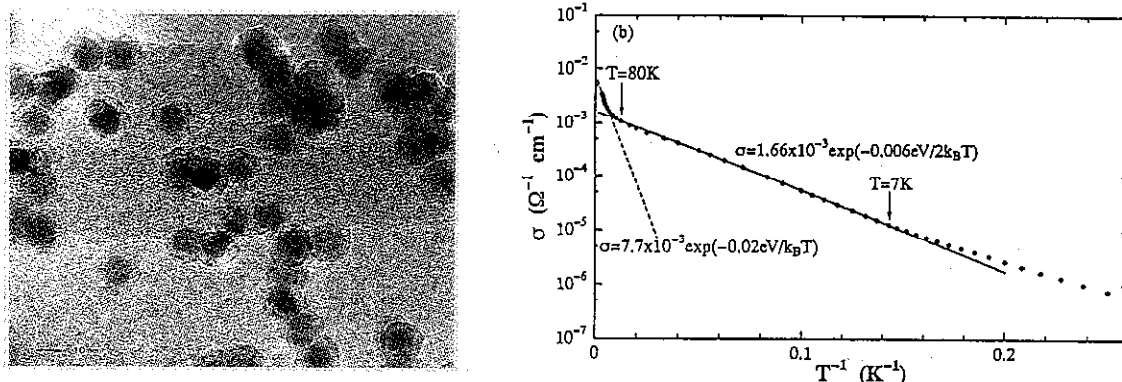 (b)
10⁻¹
10⁻²
10⁻³
10⁻⁴
10⁻⁵
10⁻⁶
10⁻⁷
σ (Ω⁻¹ cm⁻¹)
T=80K
σ=1.66x10⁻³exp(−0.006eV/2k_BT)
T=7K
σ=7.7x10⁻³exp(−0.02eV/k_BT)
0 0.1 0.2
T⁻¹ (K⁻¹)